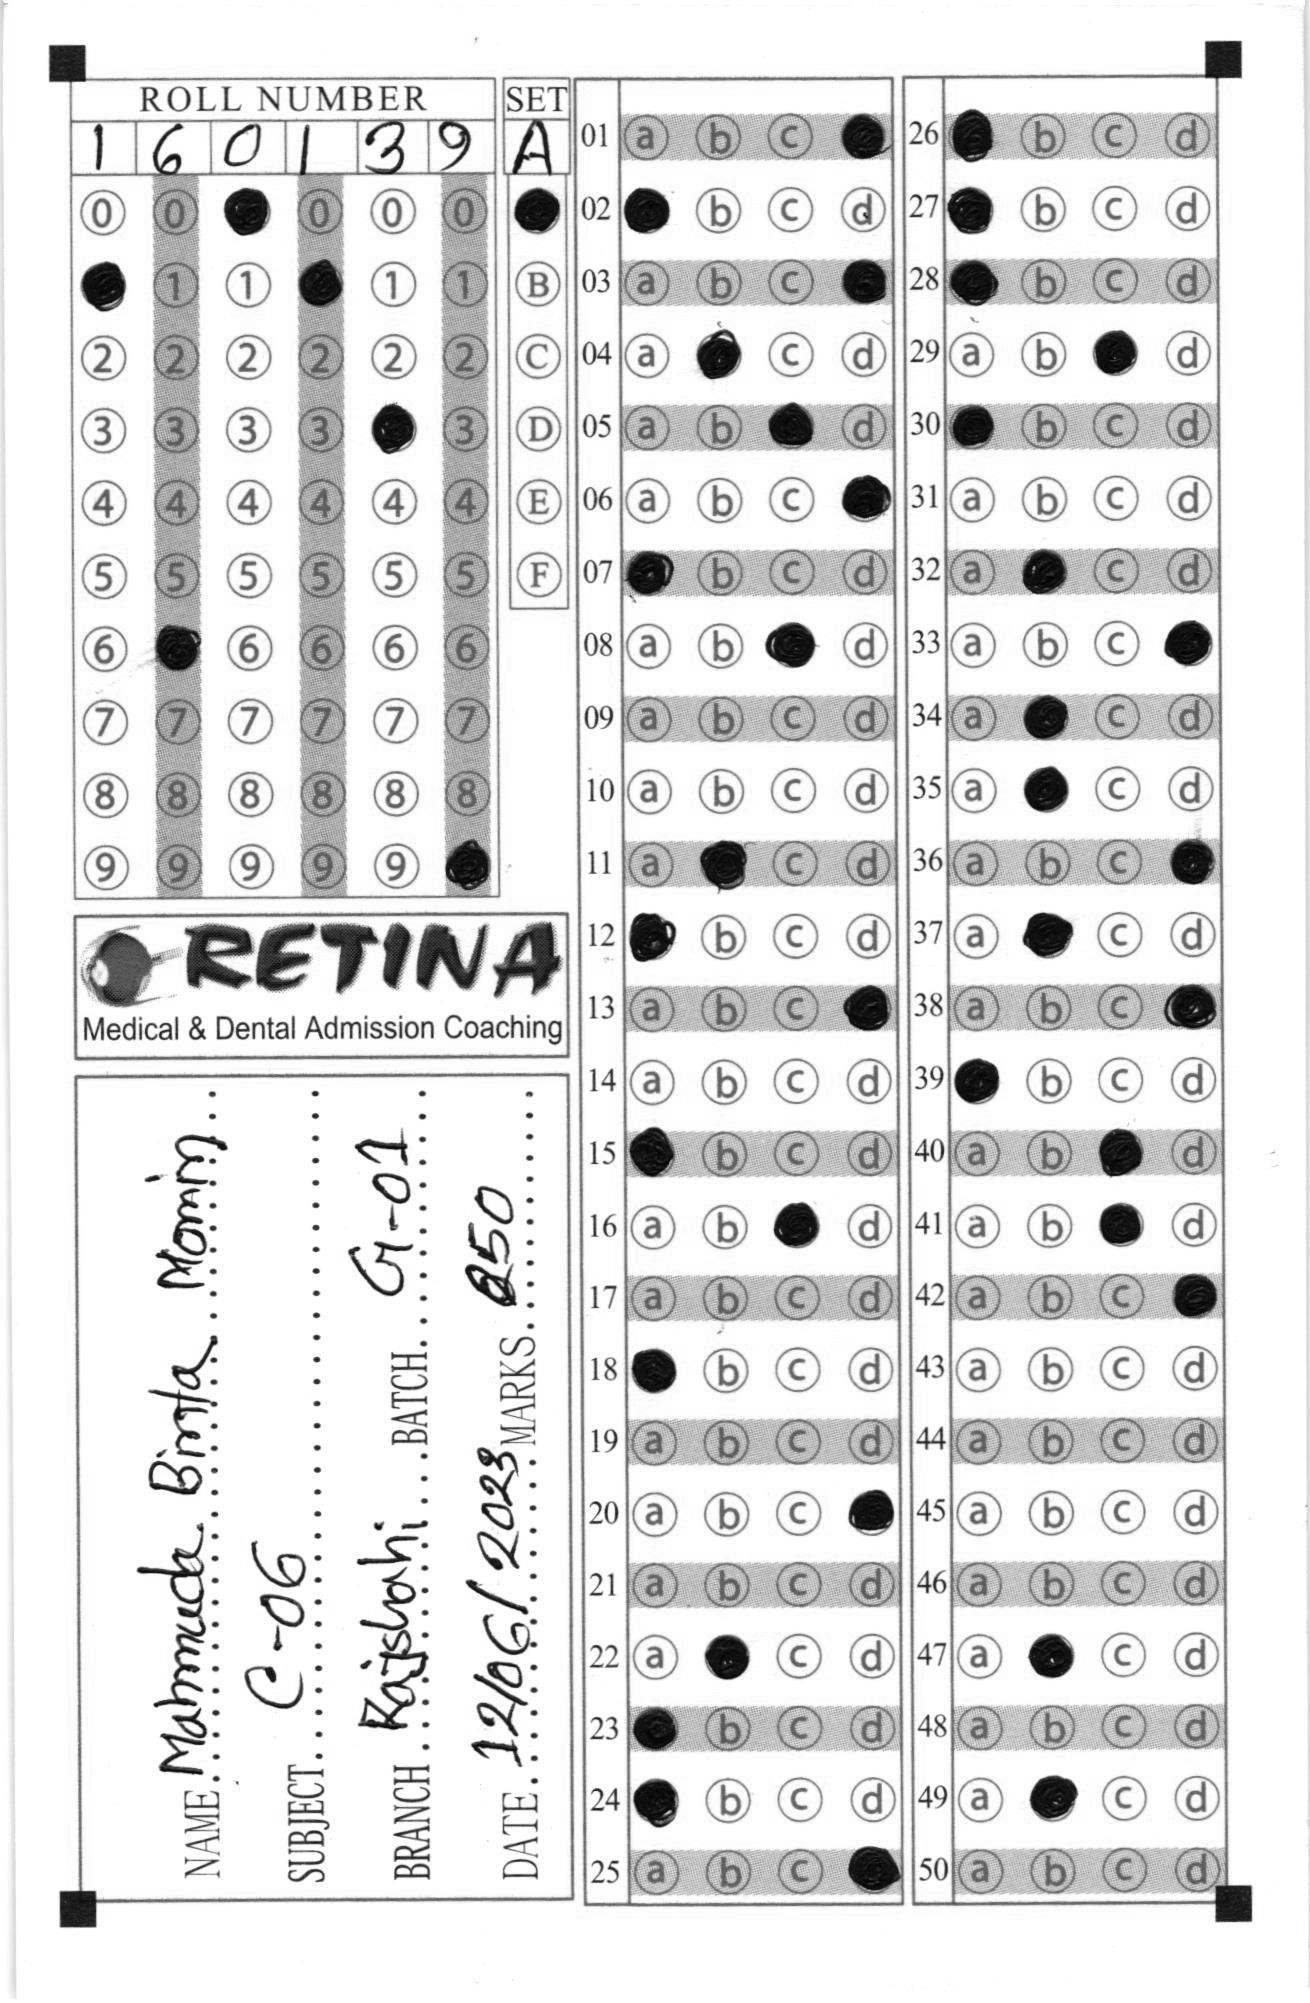 ROLL NUMBER
1 6 0 1 3 9
0 0 0 0 0
1 1 1 1
2 2 2 2 2 2
3 3 3 3 3
4 4 4 4 4 4
5 5 5 5 5 5
6 6 6 6 6
7 7 7 7 7 7
8 8 8 8 8 8
9 9 9 9 9
SET
A
B
C
D
E
F
RETINA
Medical & Dental Admission Coaching
NAME Mahmuda Binta Momin
SUBJECT C-06
BRANCH Rajshahi BATCH G-01
DATE 12/06/2023 MARKS 50
01 a b c
02 b c d
03 a b c
04 a c d
05 a b d
06 a b c
07 b c d
08 a b d
09 a b c d
10 a b c d
11 a c d
12 b c d
13 a b c
14 a b c d
15 b c d
16 a b d
17 a b c d
18 b c d
19 a b c d
20 a b c
21 a b c d
22 a c d
23 b c d
24 b c d
25 a b c
26 b c d
27 b c d
28 b c d
29 a b d
30 b c d
31 a b c d
32 a c d
33 a b c
34 a c d
35 a c d
36 a b c
37 a c d
38 a b c
39 b c d
40 a b d
41 a b d
42 a b c
43 a b c d
44 a b c d
45 a b c d
46 a b c d
47 a c d
48 a b c d
49 a c d
50 a b c d